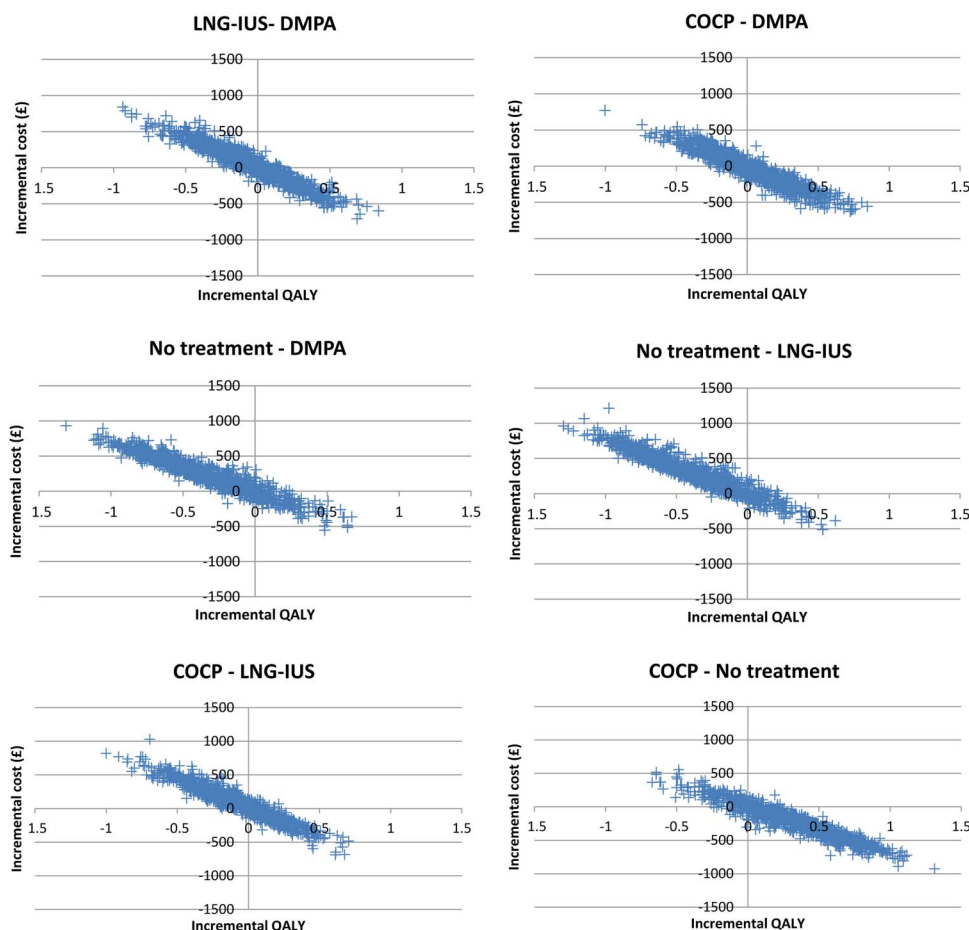 LNG-IUS- DMPA
Incremental cost (£)
1500
1000
500
0
-500
-1000
-1500
1.5 -1 -0.5 0 0.5 1 1.5
Incremental QALY
COCP - DMPA
Incremental cost (£)
1500
1000
500
0
-500
-1000
-1500
1.5 -1 -0.5 0 0.5 1 1.5
Incremental QALY
No treatment - DMPA
Incremental cost (£)
1500
1000
500
0
-500
-1000
-1500
1.5 -1 -0.5 0 0.5 1 1.5
Incremental QALY
No treatment - LNG-IUS
Incremental cost (£)
1500
1000
500
0
-500
-1000
-1500
-1.5 -1 -0.5 0 0.5 1 1.5
Incremental QALY
COCP - LNG-IUS
Incremental cost (£)
1500
1000
500
0
-500
-1000
-1500
1.5 -1 -0.5 0 0.5 1 1.5
Incremental QALY
COCP - No treatment
Incremental cost (£)
1500
1000
500
0
-500
-1000
-1500
1.5 -1 -0.5 0 0.5 1 1.5
Incremental QALY